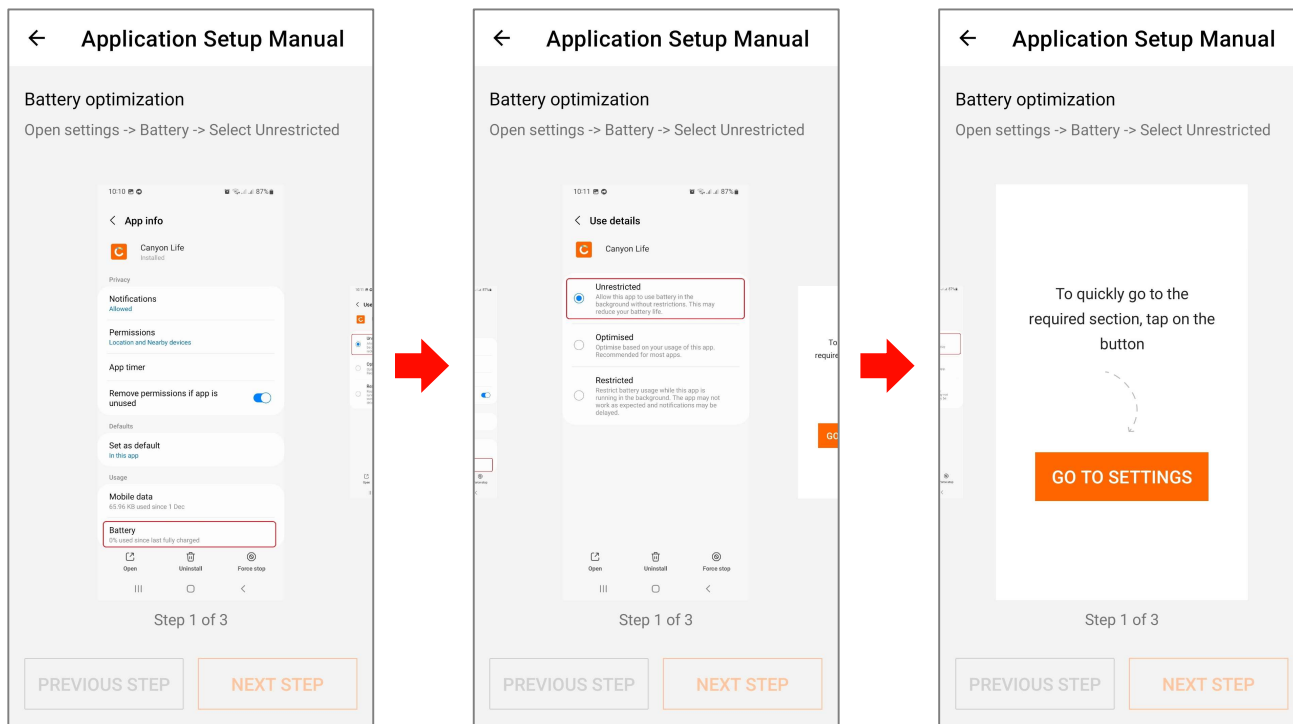 Application Setup Manual
Battery optimization
Open settings -> Battery -> Select Unrestricted
10:10
87%
App info
Canyon Life
Installed
Privacy
Notifications
Allowed
Permissions
Location and Nearby devices
App timer
Remove permissions if app is
unused
Defaults
Set as default
In this app
Usage
Mobile data
65.96 KB used since 1 Dec
Battery
0% used since last fully charged
Open
Uninstall
Force stop
Step 1 of 3
PREVIOUS STEP
NEXT STEP
Application Setup Manual
Battery optimization
Open settings -> Battery -> Select Unrestricted
10:11
87%
Use details
Canyon Life
Unrestricted
Allow this app to use battery in the
background without restrictions. This may
reduce your battery life.
Optimised
Optimise based on your usage of this app.
Recommended for most apps.
Restricted
Restrict battery usage while this app is
running in the background. The app may not
work as expected and notifications may be
delayed.
Open
Uninstall
Force stop
To
require
GO
Step 1 of 3
PREVIOUS STEP
NEXT STEP
Application Setup Manual
Battery optimization
Open settings -> Battery -> Select Unrestricted
To quickly go to the
required section, tap on the
button
GO TO SETTINGS
Step 1 of 3
PREVIOUS STEP
NEXT STEP